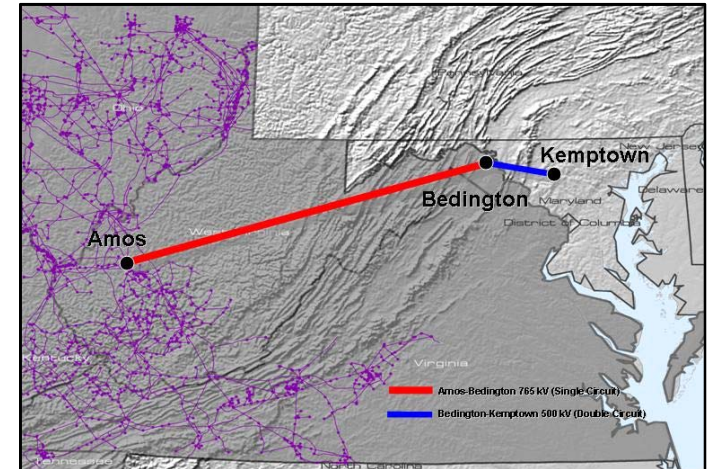 Pennsylvania
Ohio
New Jersey
Kemptown
Bedington
Delaware
Maryland
District of Columbia
Amos
West Virginia
Kentucky
Virginia
Amos-Bedington 765 kV (Single Circuit)
Bedington-Kemptown 500 kV (Double Circuit)
Tennessee
North Carolina